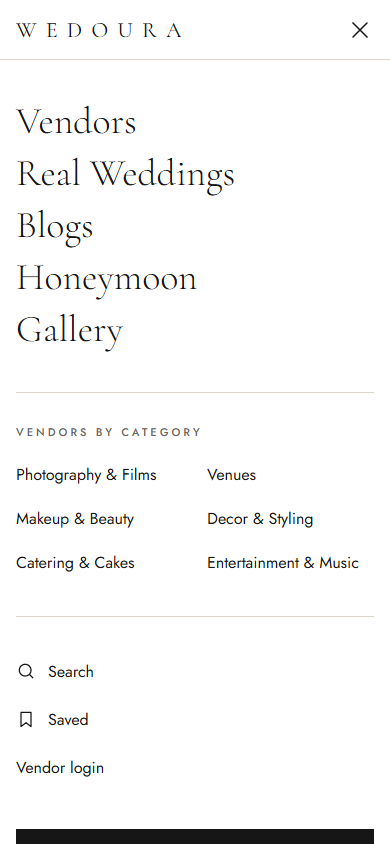 WEDOURA
Vendors
Real Weddings
Blogs
Honeymoon
Gallery
VENDORS BY CATEGORY
Photography & Films
Venues
Makeup & Beauty
Decor & Styling
Catering & Cakes
Entertainment & Music
Search
Saved
Vendor login